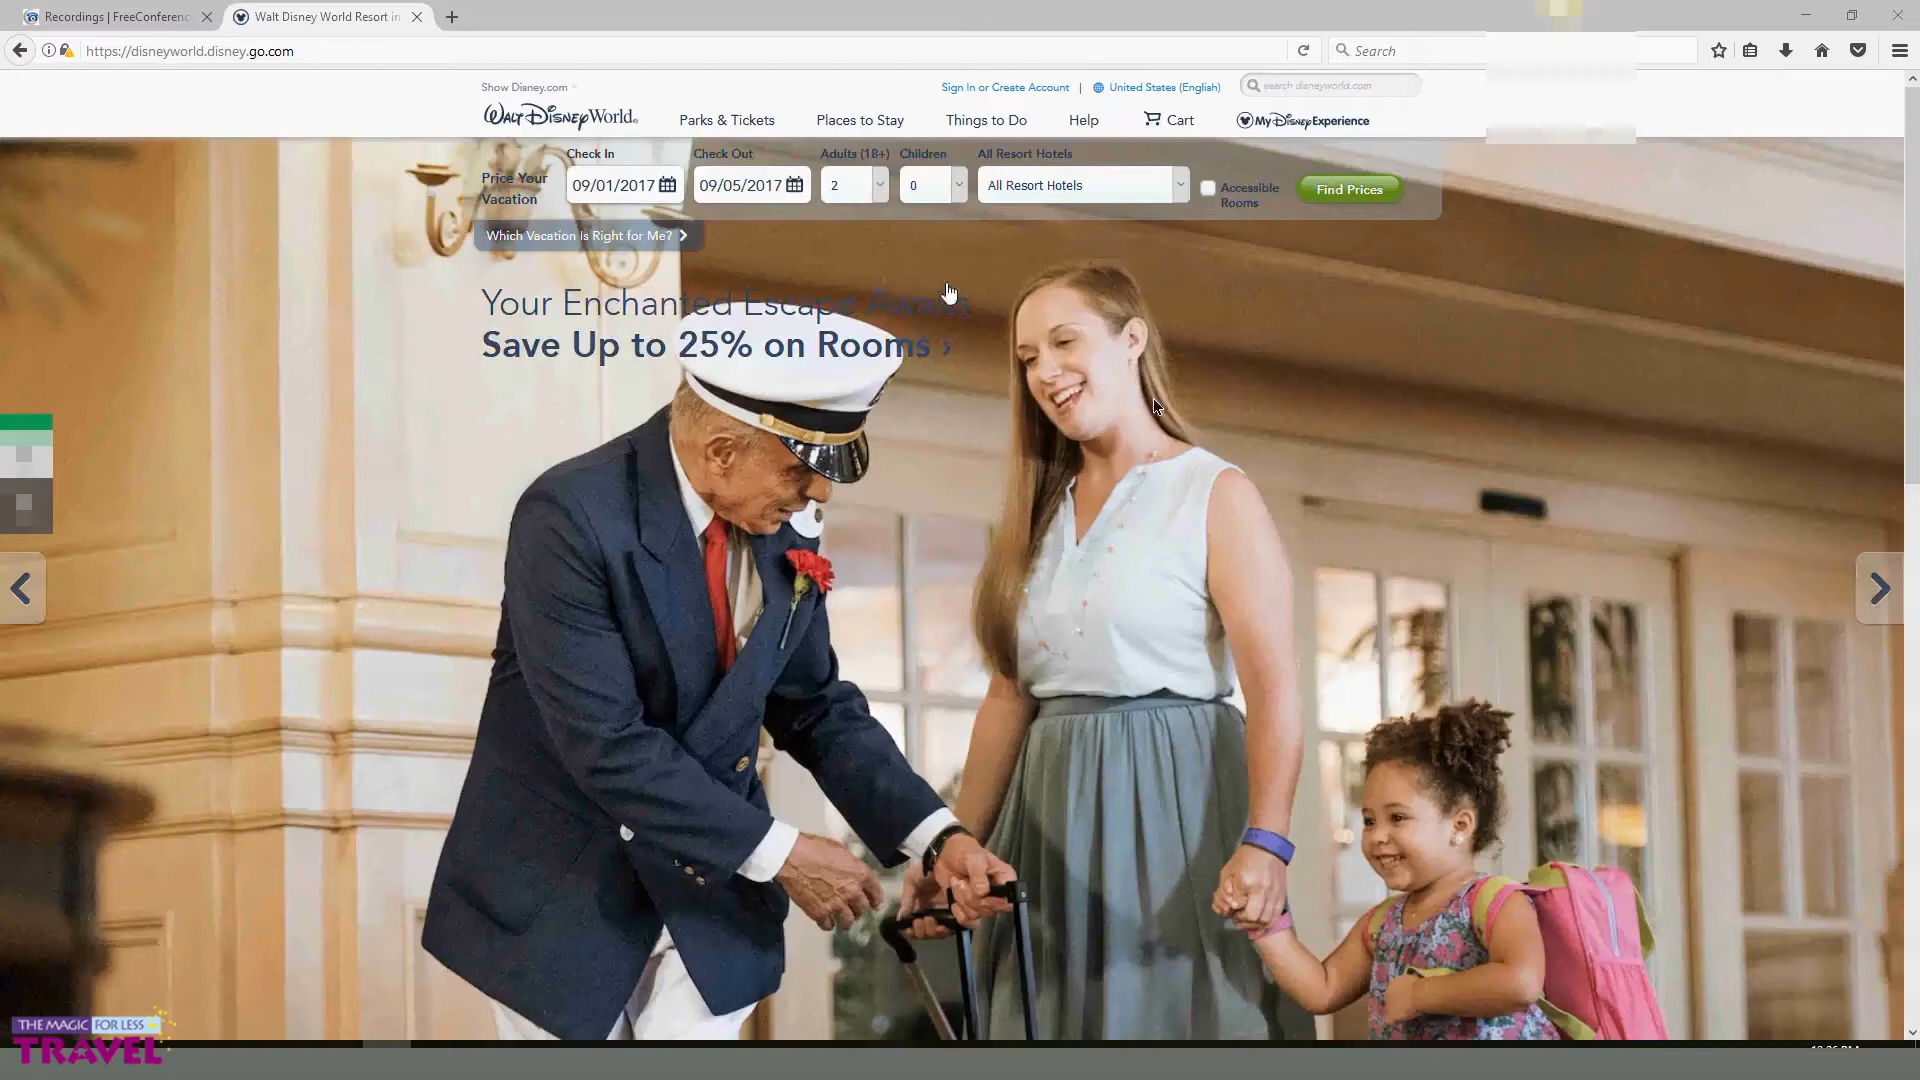 Recordings | FreeConferenc
Walt Disney World Resort in
https://disneyworld.disney.go.com
Search
Show Disney.com
Sign In or Create Account | United States (English)
search disneyworld.com
Walt Disney World
Parks & Tickets
Places to Stay
Things to Do
Help
Cart
My Disney Experience
Price Your Vacation
Check In
09/01/2017
Check Out
09/05/2017
Adults (18+)
2
Children
0
All Resort Hotels
All Resort Hotels
Accessible
Rooms
Find Prices
Which Vacation Is Right for Me?
Your Enchanted Escape Awaits
Save Up to 25% on Rooms ›
THE MAGIC FOR LESS
TRAVEL